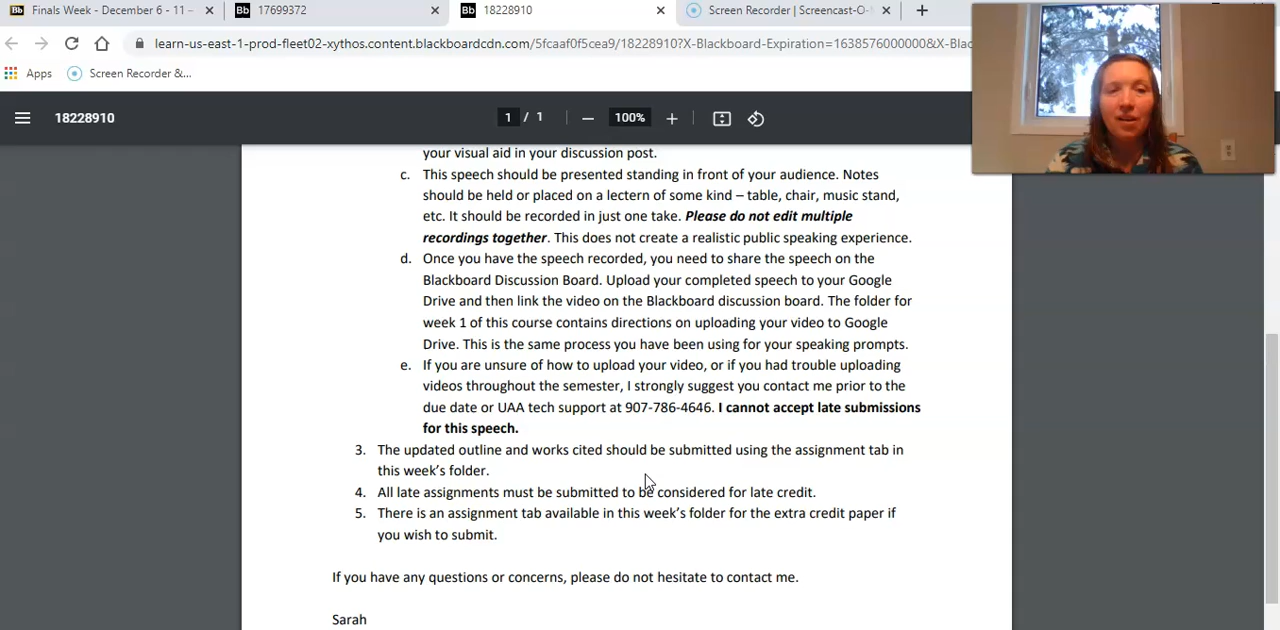 Finals Week - December 6 - 11 -
Bb 17699372
Bb 18228910
Screen Recorder | Screencast-O-
learn-us-east-1-prod-fleet02-xythos.content.blackboardcdn.com/5fcaaf0f5cea9/18228910?X-Blackboard-Expiration=1638576000000&X-Blac
Apps Screen Recorder &...
18228910 1 / 1 100%
your visual aid in your discussion post.
c. This speech should be presented standing in front of your audience. Notes
should be held or placed on a lectern of some kind – table, chair, music stand,
etc. It should be recorded in just one take. Please do not edit multiple
recordings together. This does not create a realistic public speaking experience.
d. Once you have the speech recorded, you need to share the speech on the
Blackboard Discussion Board. Upload your completed speech to your Google
Drive and then link the video on the Blackboard discussion board. The folder for
week 1 of this course contains directions on uploading your video to Google
Drive. This is the same process you have been using for your speaking prompts.
e. If you are unsure of how to upload your video, or if you had trouble uploading
videos throughout the semester, I strongly suggest you contact me prior to the
due date or UAA tech support at 907-786-4646. I cannot accept late submissions
for this speech.
3. The updated outline and works cited should be submitted using the assignment tab in
this week's folder.
4. All late assignments must be submitted to be considered for late credit.
5. There is an assignment tab available in this week's folder for the extra credit paper if
you wish to submit.
If you have any questions or concerns, please do not hesitate to contact me.
Sarah